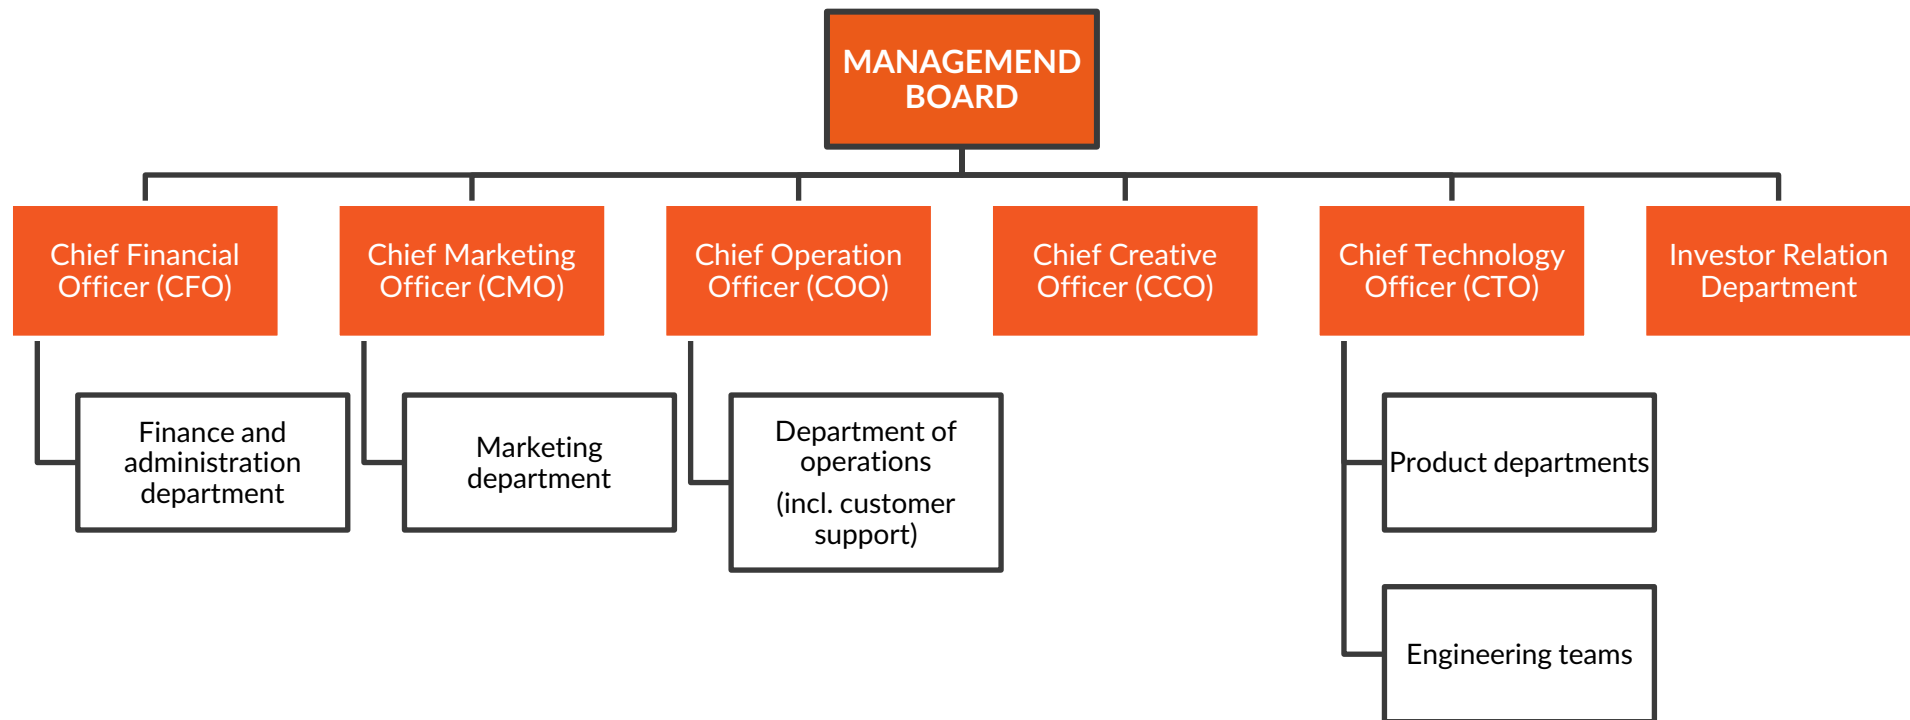 MANAGEMEND
BOARD
Chief Financial
Officer (CFO)
Chief Marketing
Officer (CMO)
Chief Operation
Officer (COO)
Chief Creative
Officer (CCO)
Chief Technology
Officer (CTO)
Investor Relation
Department
Finance and
administration
department
Marketing
department
Department of
operations
(incl. customer
support)
Product departments
Engineering teams